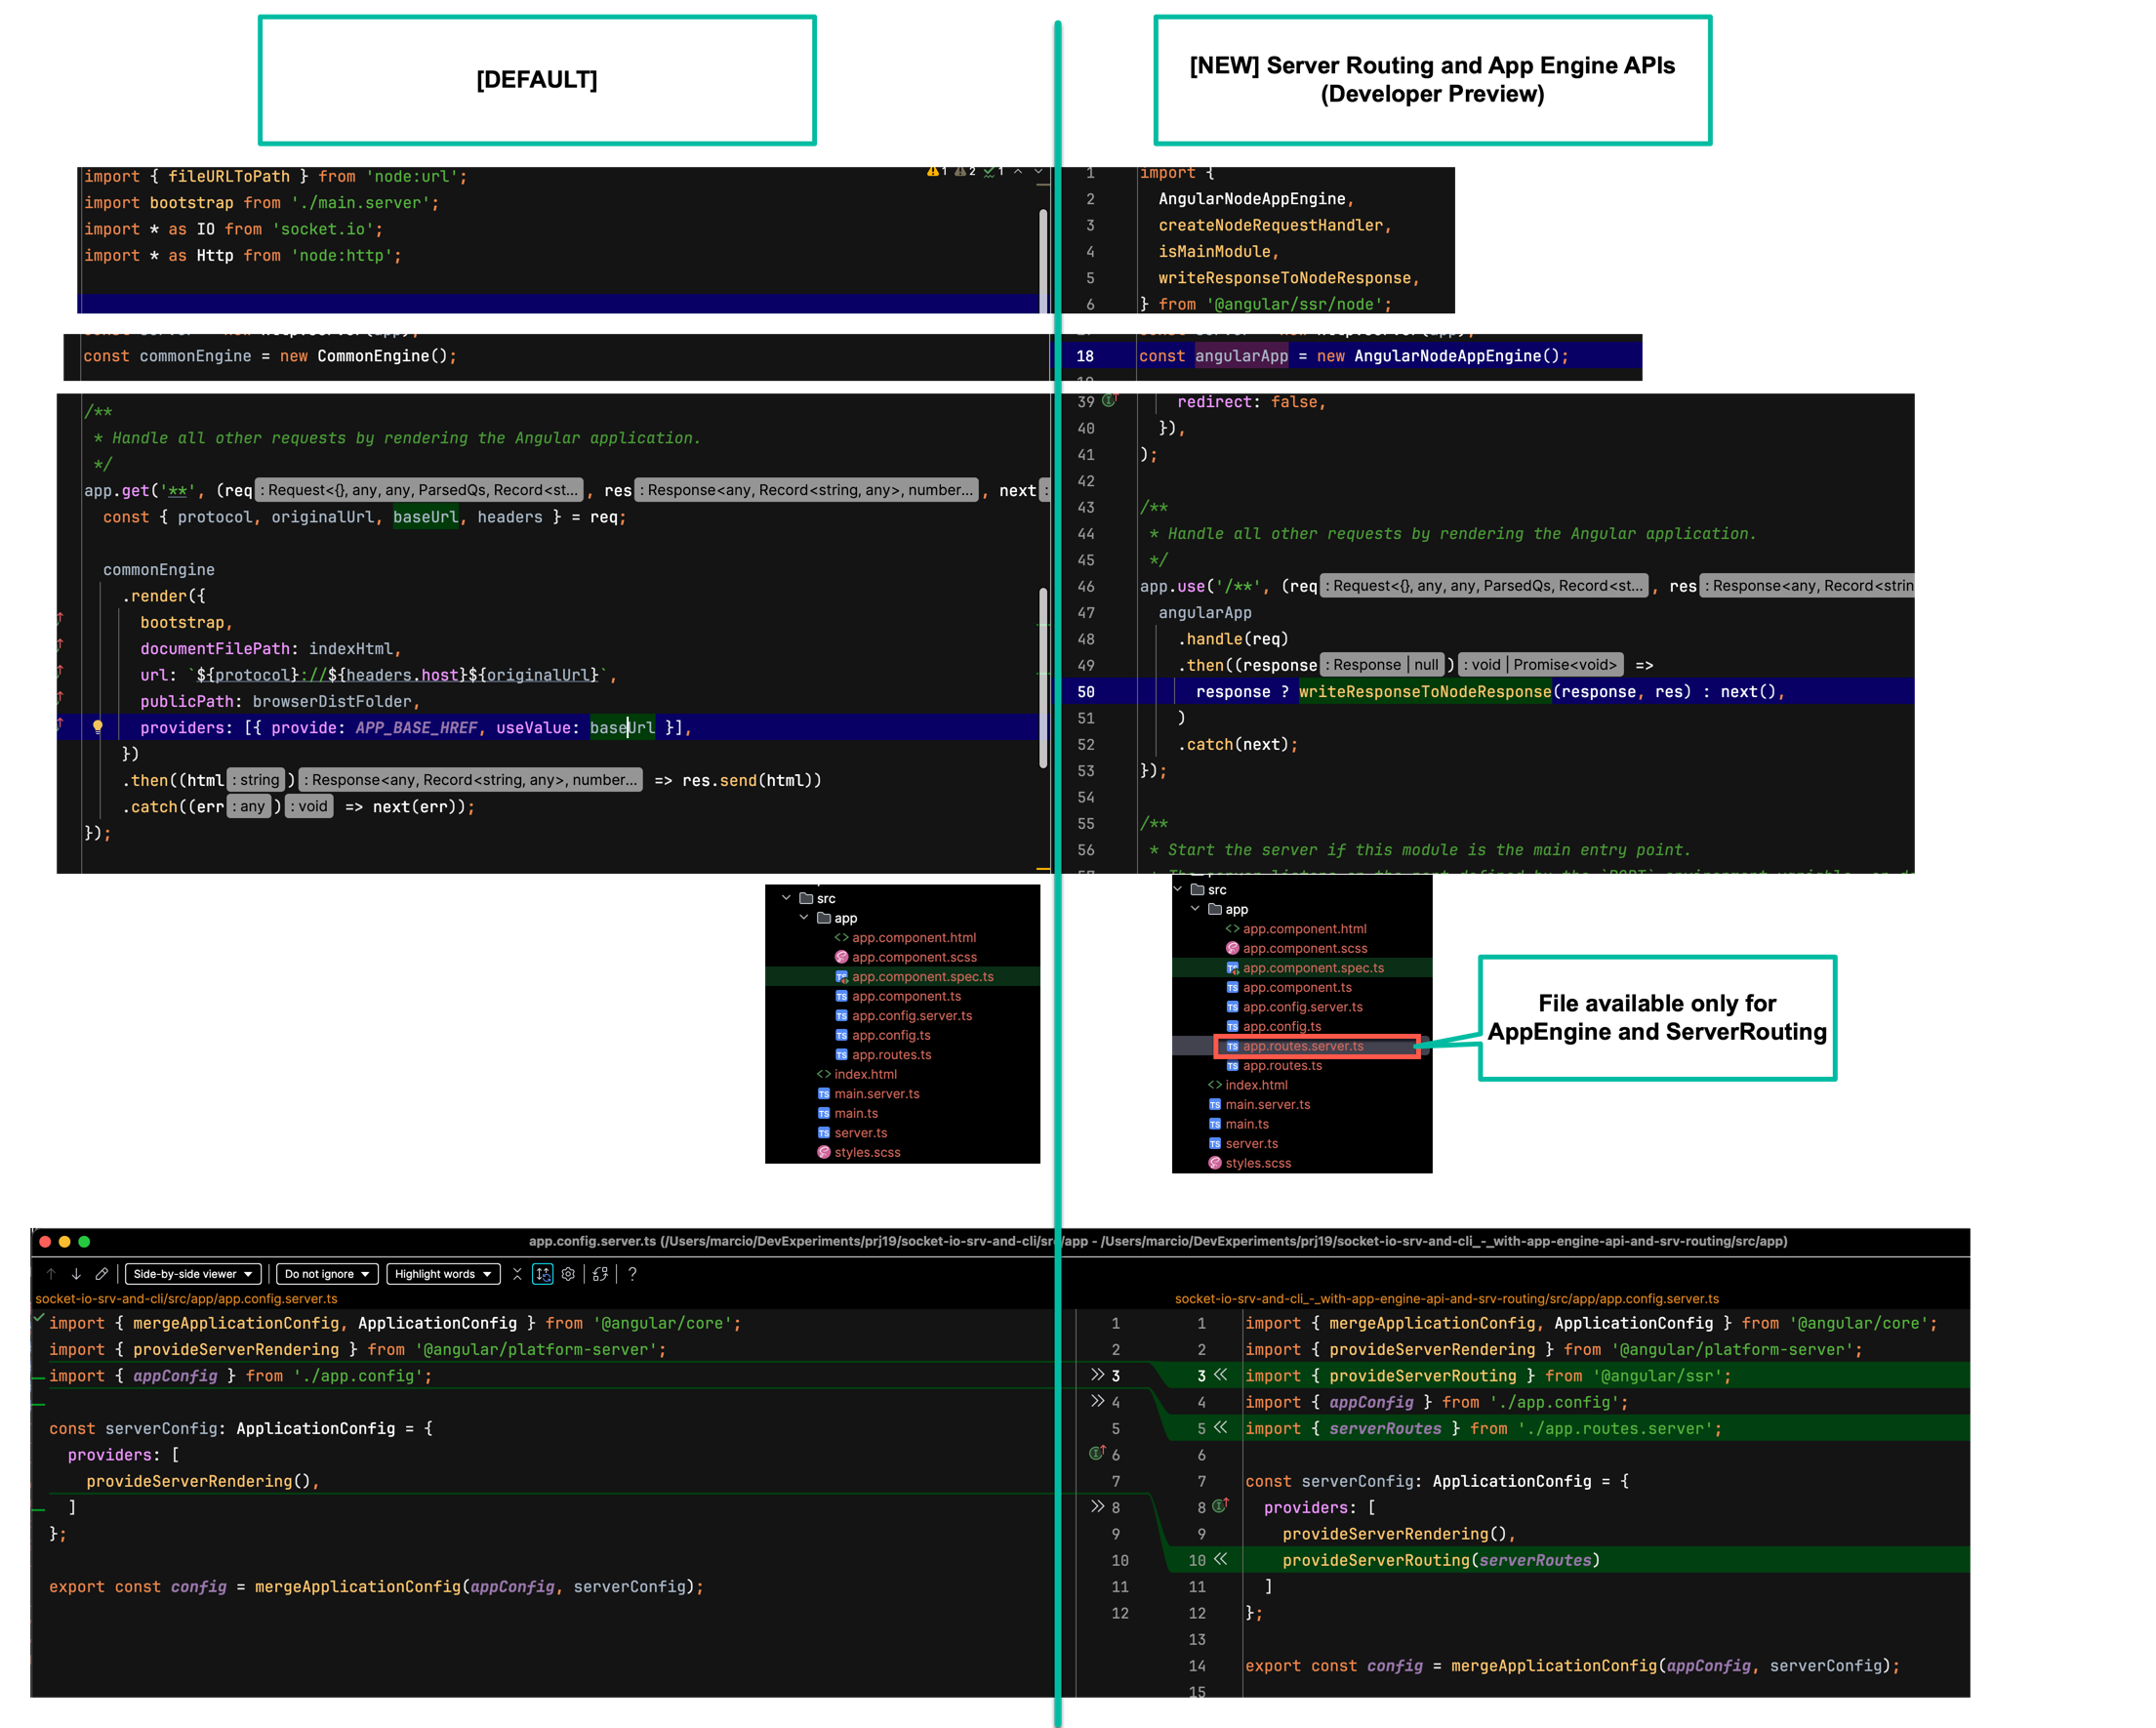 [DEFAULT]
[NEW] Server Routing and App Engine APIs
(Developer Preview)
import { fileURLToPath } from 'node:url';
import bootstrap from './main.server';
import * as IO from 'socket.io';
import * as Http from 'node:http';
1 2 1
1 import {
2 AngularNodeAppEngine,
3 createNodeRequestHandler,
4 isMainModule,
5 writeResponseToNodeResponse,
6 } from '@angular/ssr/node';
const commonEngine = new CommonEngine();
18 const angularApp = new AngularNodeAppEngine();
/**
* Handle all other requests by rendering the Angular application.
*/
app.get('**', (req : Request<{}, any, any, ParsedQs, Record<st... , res : Response<any, Record<string, any>, number... , next :
const { protocol, originalUrl, baseUrl, headers } = req;
commonEngine
.render({
bootstrap,
documentFilePath: indexHtml,
url: `${protocol}://${headers.host}${originalUrl}`,
publicPath: browserDistFolder,
providers: [{ provide: APP_BASE_HREF, useValue: baseUrl }],
})
.then((html : string ) : Response<any, Record<string, any>, number... => res.send(html))
.catch((err : any ) : void => next(err));
});
39 redirect: false,
40 }),
41 );
42
43 /**
44 * Handle all other requests by rendering the Angular application.
45 */
46 app.use('/**', (req : Request<{}, any, any, ParsedQs, Record<st... , res : Response<any, Record<strin
47 angularApp
48 .handle(req)
49 .then((response : Response | null ) : void | Promise<void> =>
50 response ? writeResponseToNodeResponse(response, res) : next(),
51 )
52 .catch(next);
53 });
54
55 /**
56 * Start the server if this module is the main entry point.
src
app
app.component.html
app.component.scss
app.component.spec.ts
app.component.ts
app.config.server.ts
app.config.ts
app.routes.ts
index.html
main.server.ts
main.ts
server.ts
styles.scss
src
app
app.component.html
app.component.scss
app.component.spec.ts
app.component.ts
app.config.server.ts
app.config.ts
app.routes.server.ts
app.routes.ts
index.html
main.server.ts
main.ts
server.ts
styles.scss
File available only for
AppEngine and ServerRouting
app.config.server.ts (/Users/marcio/DevExperiments/prj19/socket-io-srv-and-cli/src/app - /Users/marcio/DevExperiments/prj19/socket-io-srv-and-cli_-_with-app-engine-api-and-srv-routing/src/app)
Side-by-side viewer Do not ignore Highlight words ?
socket-io-srv-and-cli/src/app/app.config.server.ts
import { mergeApplicationConfig, ApplicationConfig } from '@angular/core'; 1
import { provideServerRendering } from '@angular/platform-server'; 2
import { appConfig } from './app.config'; 3
4
const serverConfig: ApplicationConfig = { 5
providers: [ 6
provideServerRendering(), 7
] 8
}; 9
10
export const config = mergeApplicationConfig(appConfig, serverConfig); 11
12
socket-io-srv-and-cli_-_with-app-engine-api-and-srv-routing/src/app/app.config.server.ts
1 import { mergeApplicationConfig, ApplicationConfig } from '@angular/core';
2 import { provideServerRendering } from '@angular/platform-server';
3 import { provideServerRouting } from '@angular/ssr';
4 import { appConfig } from './app.config';
5 import { serverRoutes } from './app.routes.server';
6
7 const serverConfig: ApplicationConfig = {
8 providers: [
9 provideServerRendering(),
10 provideServerRouting(serverRoutes)
11 ]
12 };
13
14 export const config = mergeApplicationConfig(appConfig, serverConfig);
15